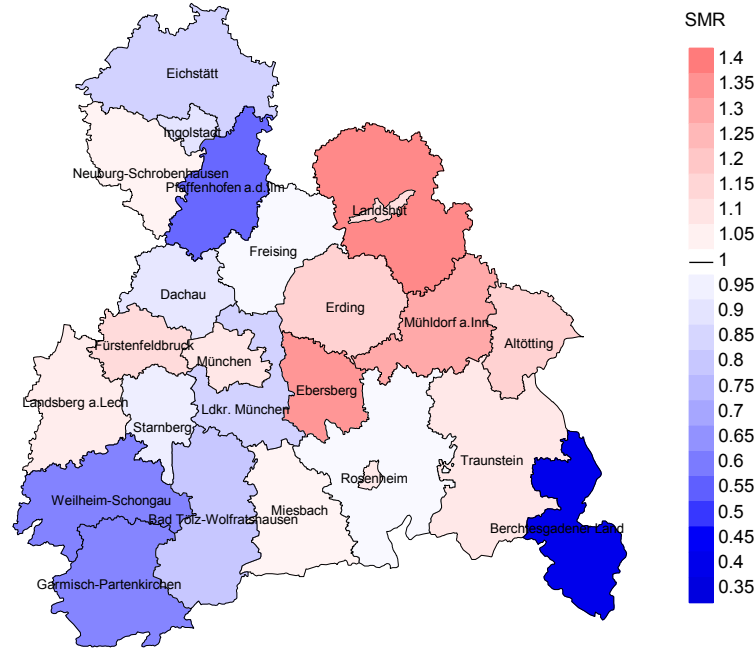 SMR
Eichstätt
Ingolstadt
Neuburg-Schrobenhausen
Pfaffenhofen a.d.Ilm
Landshut
Freising
Dachau
Erding
Mühldorf a.Inn
Altötting
Fürstenfeldbruck
München
Ebersberg
Landsberg a.Lech
Ldkr. München
Starnberg
Traunstein
Rosenheim
Weilheim-Schongau
Miesbach
Bad Tölz-Wolfratshausen
Berchtesgadener Land
Garmisch-Partenkirchen
1.4
1.35
1.3
1.25
1.2
1.15
1.1
1.05
1
0.95
0.9
0.85
0.8
0.75
0.7
0.65
0.6
0.55
0.5
0.45
0.4
0.35